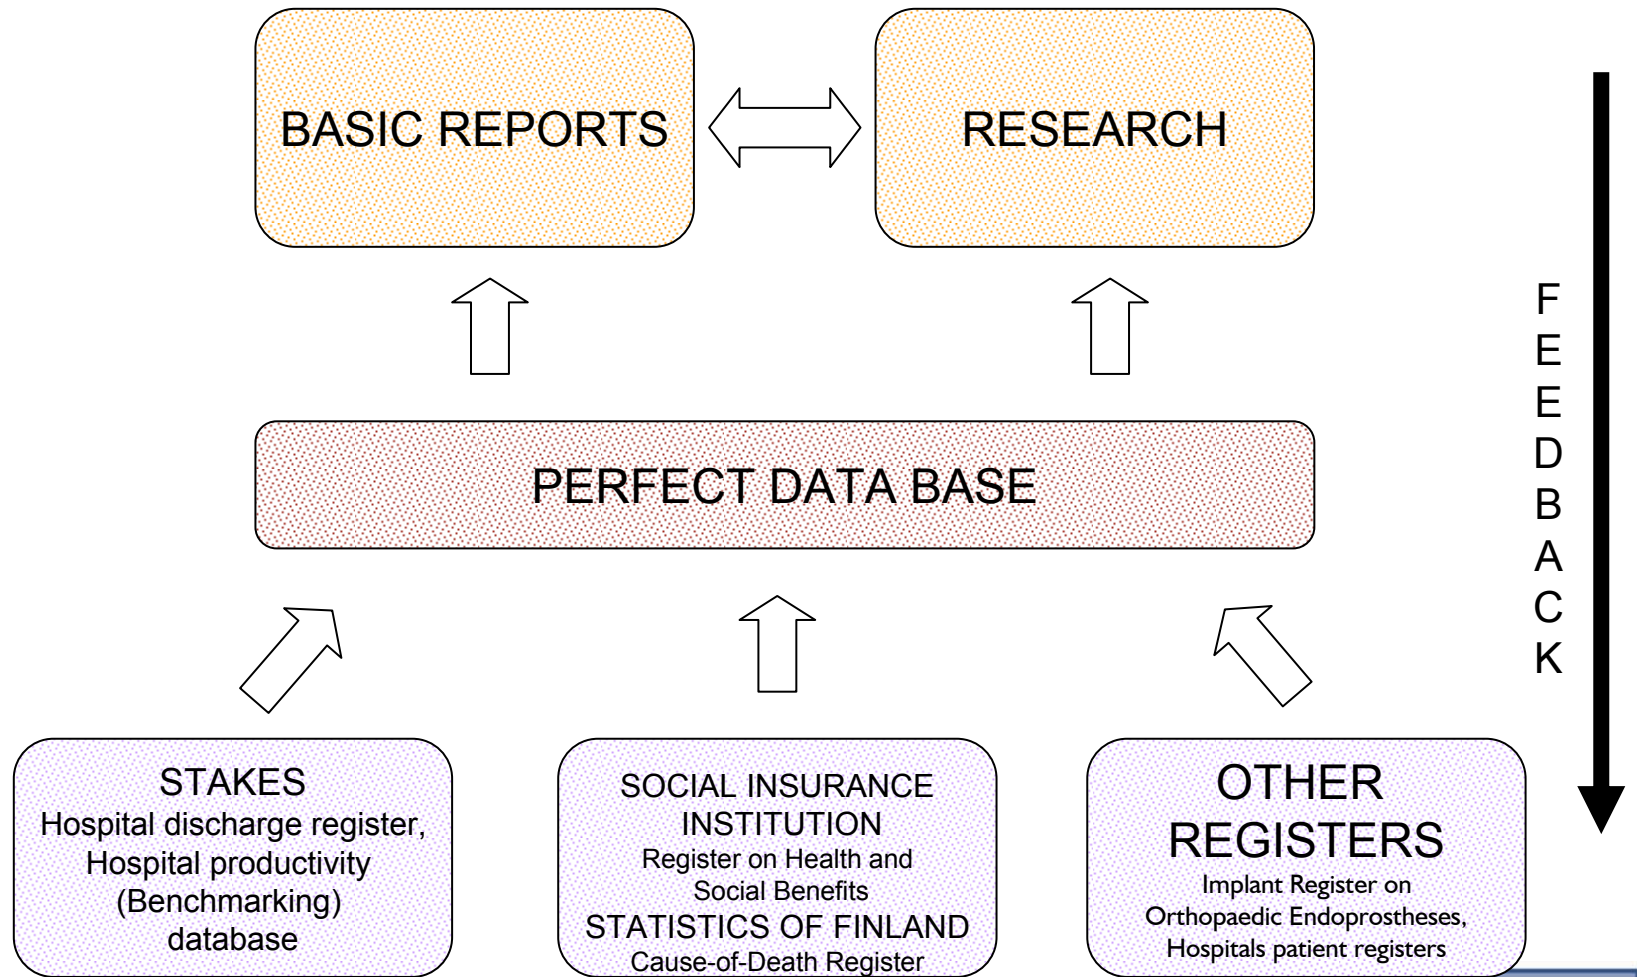 BASIC REPORTS
RESEARCH
FEEDBACK
PERFECT DATA BASE
STAKES
Hospital discharge register,
Hospital productivity
(Benchmarking)
database
SOCIAL INSURANCE
INSTITUTION
Register on Health and
Social Benefits
STATISTICS OF FINLAND
Cause-of-Death Register
OTHER
REGISTERS
Implant Register on
Orthopaedic Endoprostheses,
Hospitals patient registers